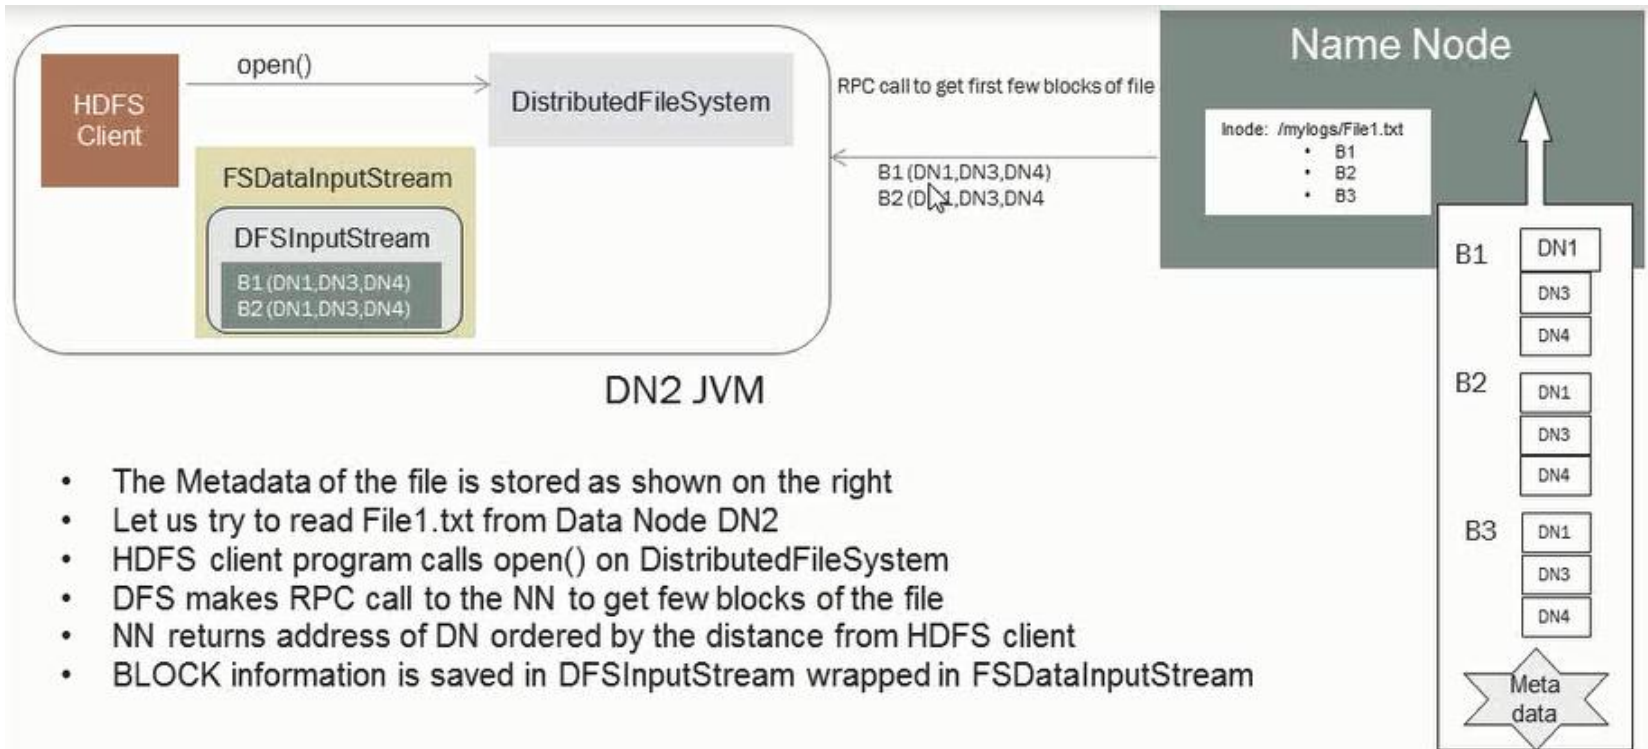 Name Node
open()
HDFS
Client
DistributedFileSystem
RPC call to get first few blocks of file
Inode: /mylogs/File1.txt
• B1
• B2
• B3
FSDataInputStream
DFSInputStream
B1 (DN1,DN3,DN4)
B2 (DN1,DN3,DN4)
B1 (DN1,DN3,DN4)
B2 (D 1,DN3,DN4
B1
DN1
DN3
DN4
B2
DN1
DN3
DN4
B3
DN1
DN3
DN4
Meta
data
DN2 JVM
• The Metadata of the file is stored as shown on the right
• Let us try to read File1.txt from Data Node DN2
• HDFS client program calls open() on DistributedFileSystem
• DFS makes RPC call to the NN to get few blocks of the file
• NN returns address of DN ordered by the distance from HDFS client
• BLOCK information is saved in DFSInputStream wrapped in FSDataInputStream